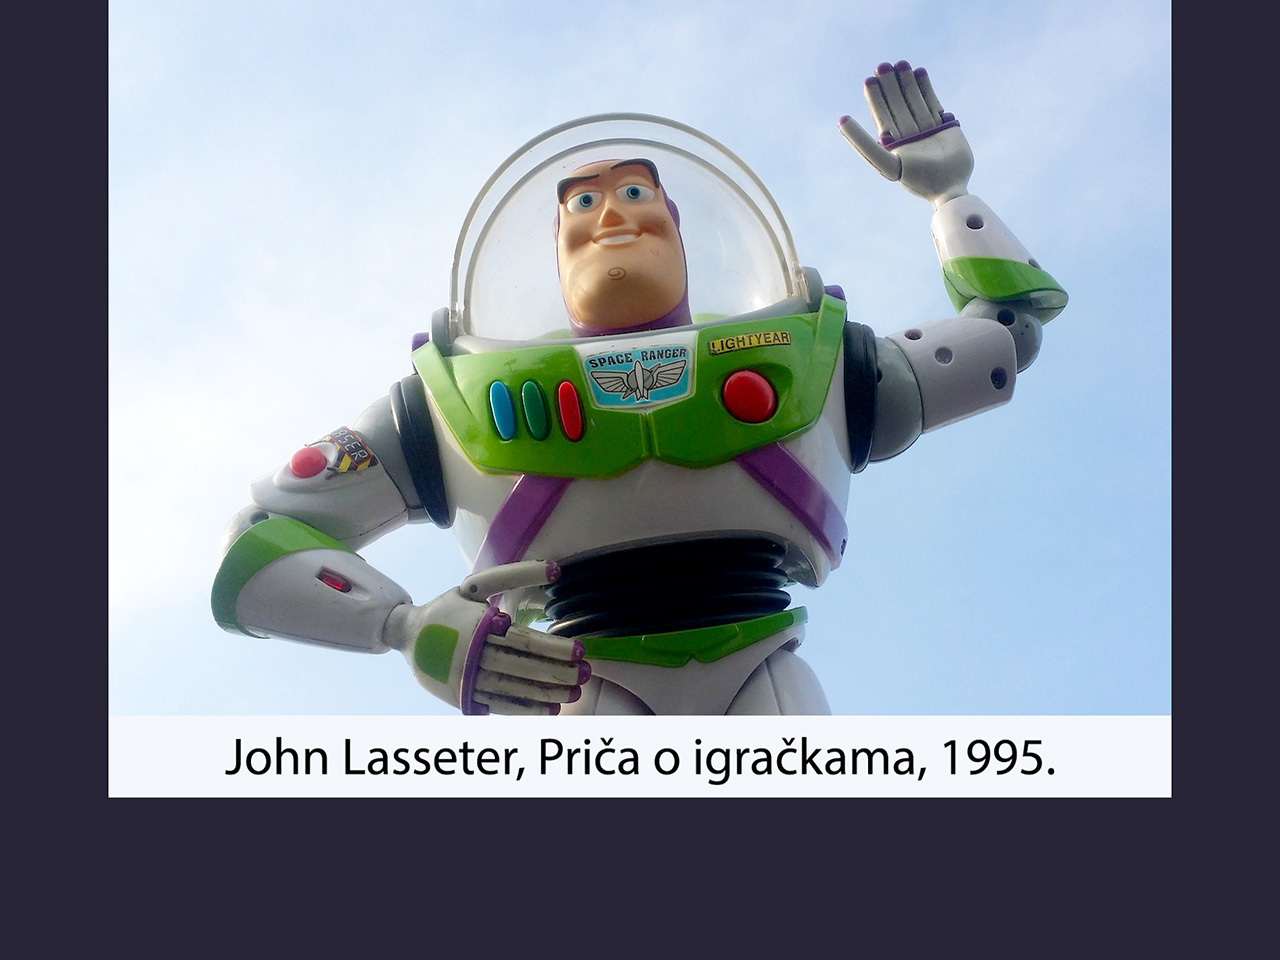 SPACE RANGER
LIGHTYEAR
John Lasseter, Priča o igračkama, 1995.